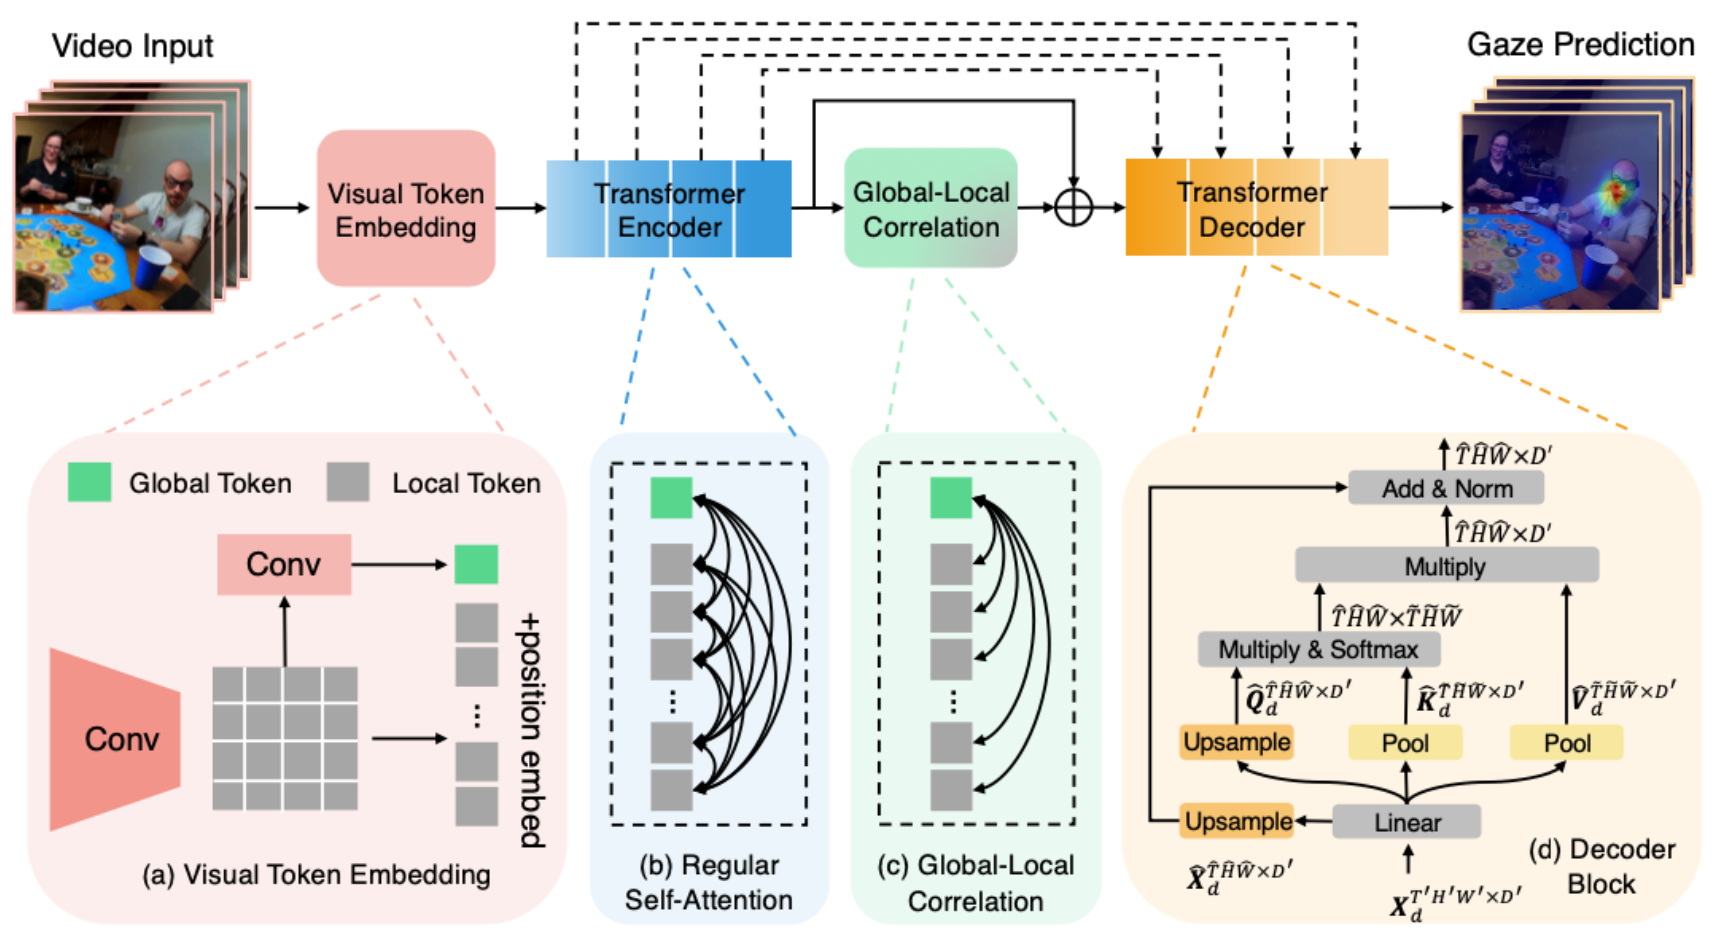 Video Input
Gaze Prediction
Visual Token
Embedding
Transformer
Encoder
Global-Local
Correlation
Transformer
Decoder
Global Token
Local Token
Conv
Conv
+position embed
(a) Visual Token Embedding
(b) Regular
Self-Attention
(c) Global-Local
Correlation
T̂ĤŴ×D′
Add & Norm
T̂ĤŴ×D′
Multiply
T̂ĤŴ×T̃H̃W̃
Multiply & Softmax
Q̂_d^{T̂ĤŴ×D′}
K̂_d^{T̃H̃W̃×D′}
V̂_d^{T̃H̃W̃×D′}
Upsample
Pool
Pool
Upsample
Linear
X̂_d^{T̂ĤŴ×D′}
X_d^{T′H′W′×D′}
(d) Decoder
Block